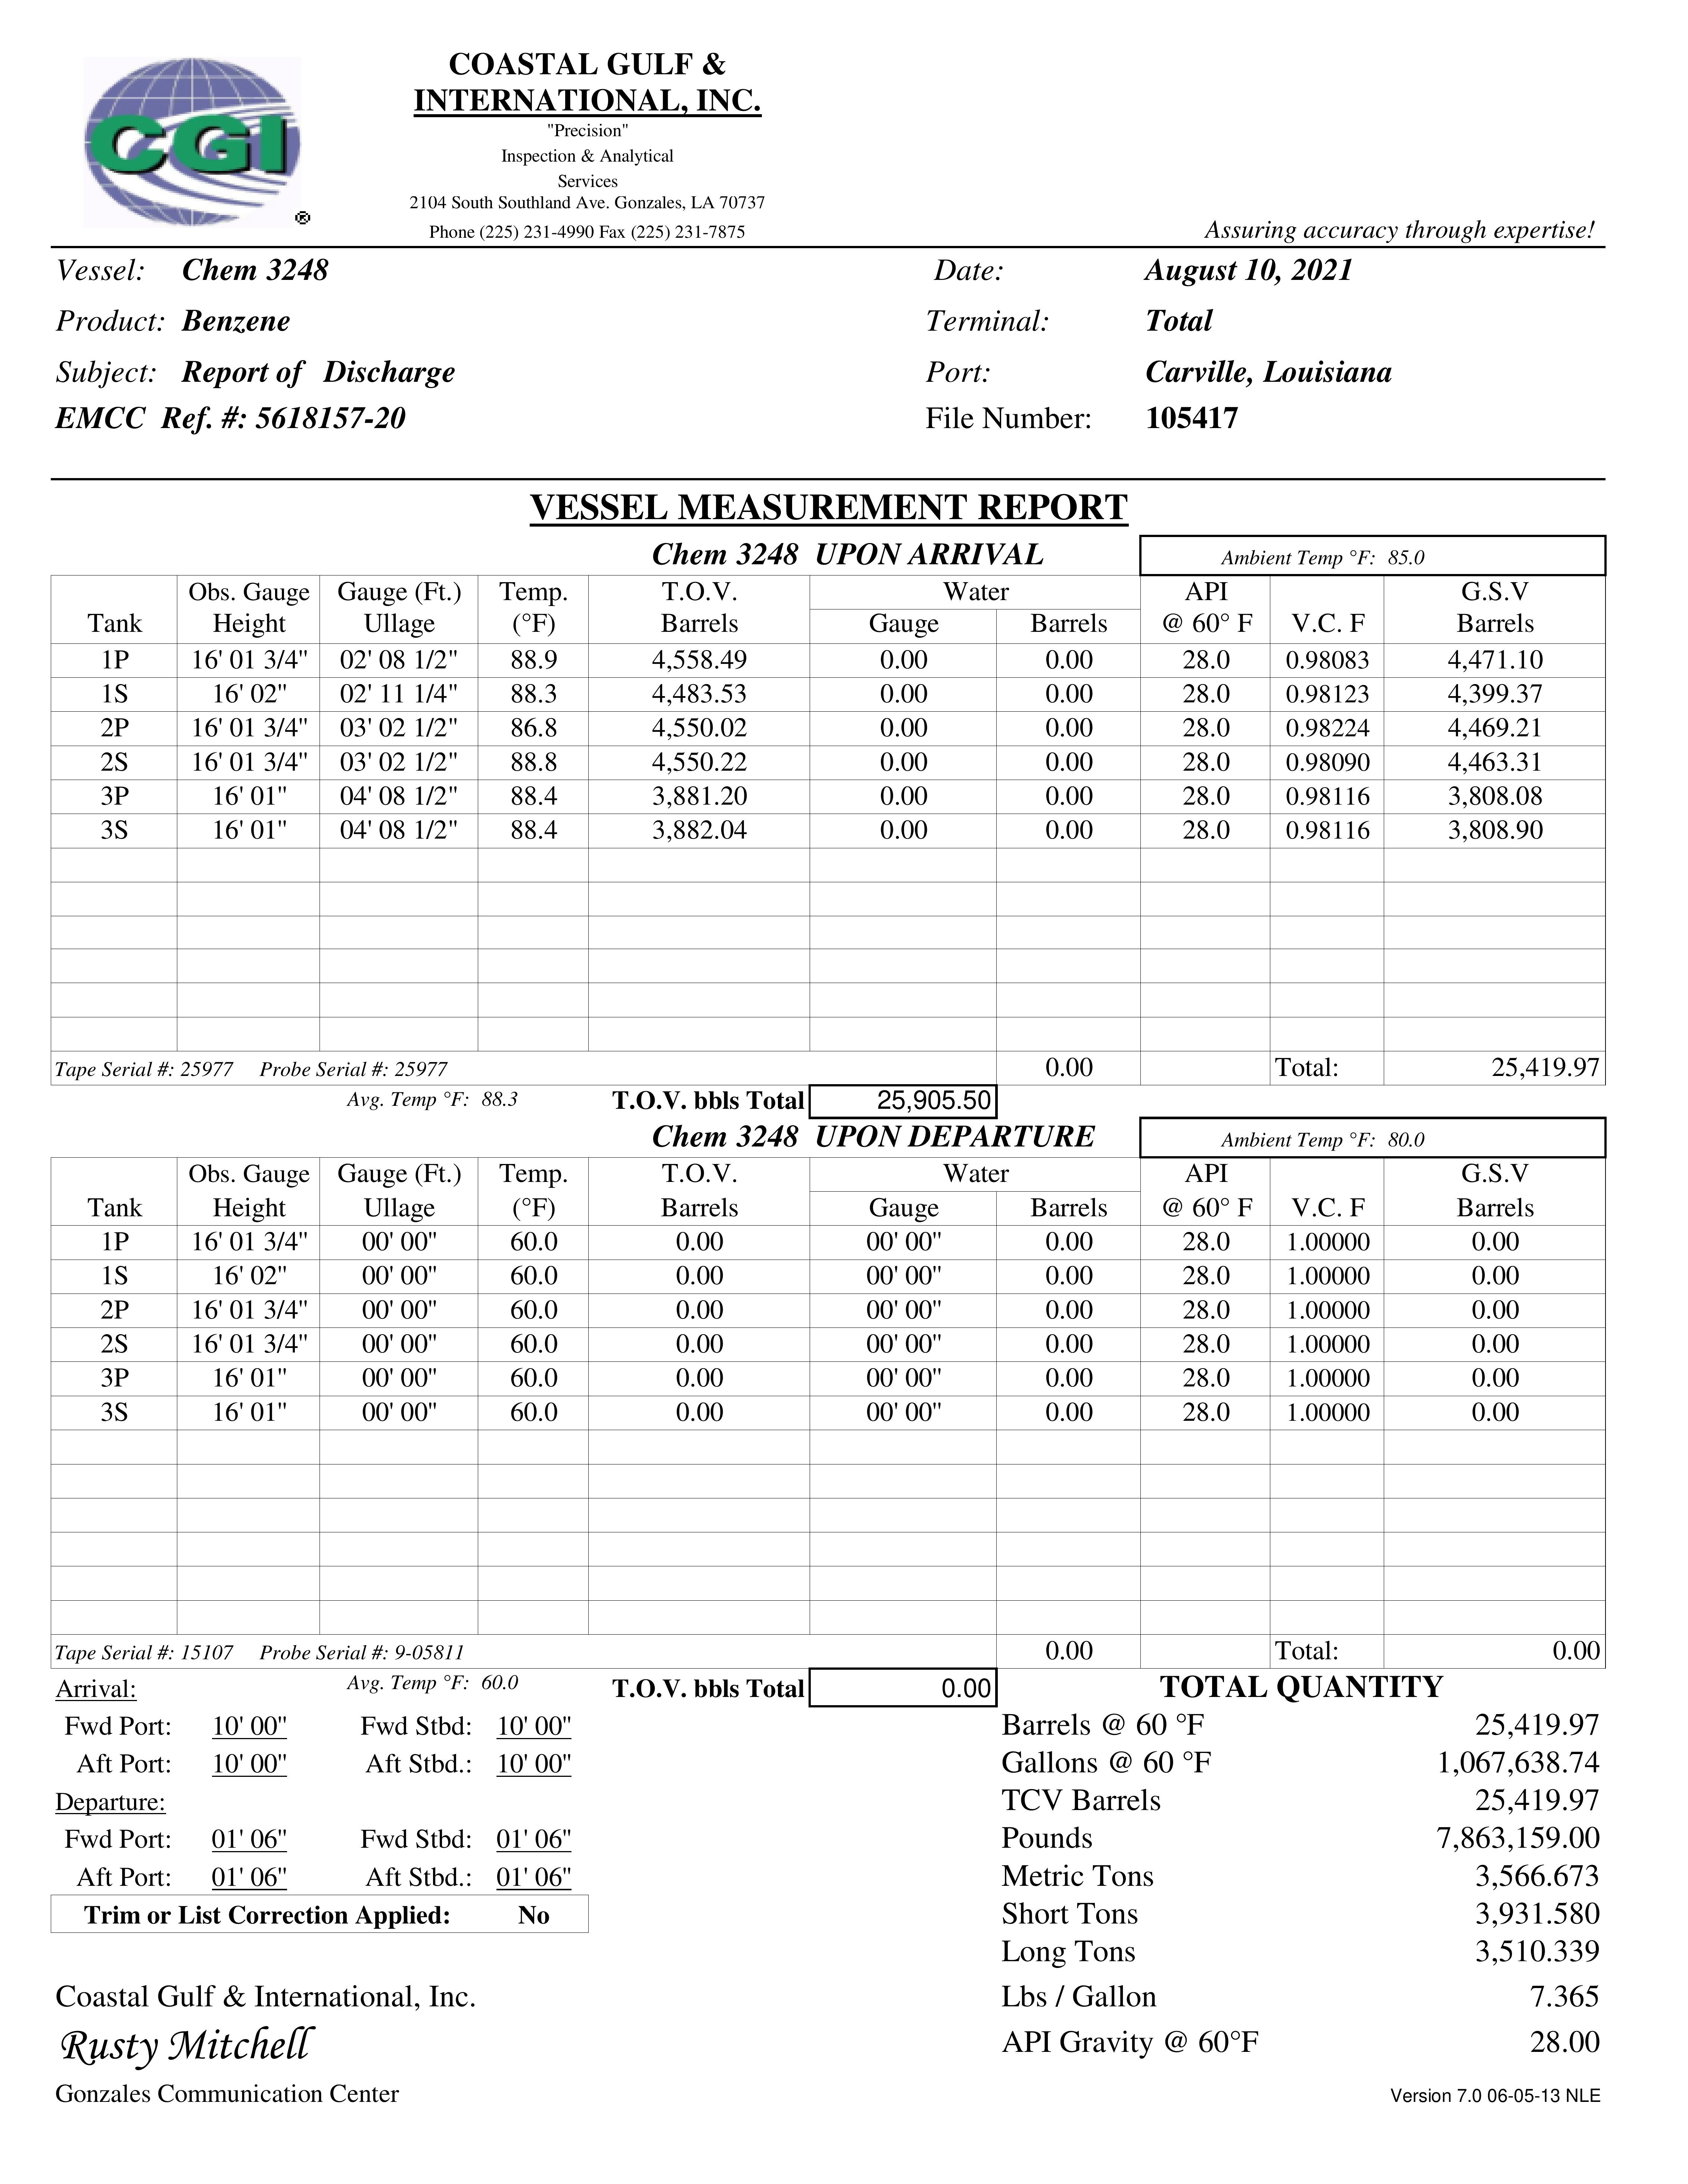 COASTAL GULF &
INTERNATIONAL, INC.
"Precision"
Inspection & Analytical
Services
2104 South Southland Ave. Gonzales, LA 70737
Phone (225) 231-4990 Fax (225) 231-7875
CGI
®
Assuring accuracy through expertise!
Vessel: Chem 3248 Date: August 10, 2021
Product: Benzene Terminal: Total
Subject: Report of Discharge Port: Carville, Louisiana
EMCC Ref. #: 5618157-20 File Number: 105417
VESSEL MEASUREMENT REPORT
Chem 3248 UPON ARRIVAL Ambient Temp °F: 85.0
Obs. Gauge Gauge (Ft.) Temp. T.O.V. Water API G.S.V
Tank Height Ullage (°F) Barrels Gauge Barrels @ 60° F V.C. F Barrels
1P 16' 01 3/4" 02' 08 1/2" 88.9 4,558.49 0.00 0.00 28.0 0.98083 4,471.10
1S 16' 02" 02' 11 1/4" 88.3 4,483.53 0.00 0.00 28.0 0.98123 4,399.37
2P 16' 01 3/4" 03' 02 1/2" 86.8 4,550.02 0.00 0.00 28.0 0.98224 4,469.21
2S 16' 01 3/4" 03' 02 1/2" 88.8 4,550.22 0.00 0.00 28.0 0.98090 4,463.31
3P 16' 01" 04' 08 1/2" 88.4 3,881.20 0.00 0.00 28.0 0.98116 3,808.08
3S 16' 01" 04' 08 1/2" 88.4 3,882.04 0.00 0.00 28.0 0.98116 3,808.90
Tape Serial #: 25977 Probe Serial #: 25977 0.00 Total: 25,419.97
Avg. Temp °F: 88.3 T.O.V. bbls Total 25,905.50
Chem 3248 UPON DEPARTURE Ambient Temp °F: 80.0
Obs. Gauge Gauge (Ft.) Temp. T.O.V. Water API G.S.V
Tank Height Ullage (°F) Barrels Gauge Barrels @ 60° F V.C. F Barrels
1P 16' 01 3/4" 00' 00" 60.0 0.00 00' 00" 0.00 28.0 1.00000 0.00
1S 16' 02" 00' 00" 60.0 0.00 00' 00" 0.00 28.0 1.00000 0.00
2P 16' 01 3/4" 00' 00" 60.0 0.00 00' 00" 0.00 28.0 1.00000 0.00
2S 16' 01 3/4" 00' 00" 60.0 0.00 00' 00" 0.00 28.0 1.00000 0.00
3P 16' 01" 00' 00" 60.0 0.00 00' 00" 0.00 28.0 1.00000 0.00
3S 16' 01" 00' 00" 60.0 0.00 00' 00" 0.00 28.0 1.00000 0.00
Tape Serial #: 15107 Probe Serial #: 9-05811 0.00 Total: 0.00
Arrival: Avg. Temp °F: 60.0 T.O.V. bbls Total 0.00 TOTAL QUANTITY
Fwd Port: 10' 00" Fwd Stbd: 10' 00" Barrels @ 60 °F 25,419.97
Aft Port: 10' 00" Aft Stbd.: 10' 00" Gallons @ 60 °F 1,067,638.74
Departure: TCV Barrels 25,419.97
Fwd Port: 01' 06" Fwd Stbd: 01' 06" Pounds 7,863,159.00
Aft Port: 01' 06" Aft Stbd.: 01' 06" Metric Tons 3,566.673
Trim or List Correction Applied: No Short Tons 3,931.580
Long Tons 3,510.339
Coastal Gulf & International, Inc. Lbs / Gallon 7.365
Rusty Mitchell API Gravity @ 60°F 28.00
Gonzales Communication Center Version 7.0 06-05-13 NLE